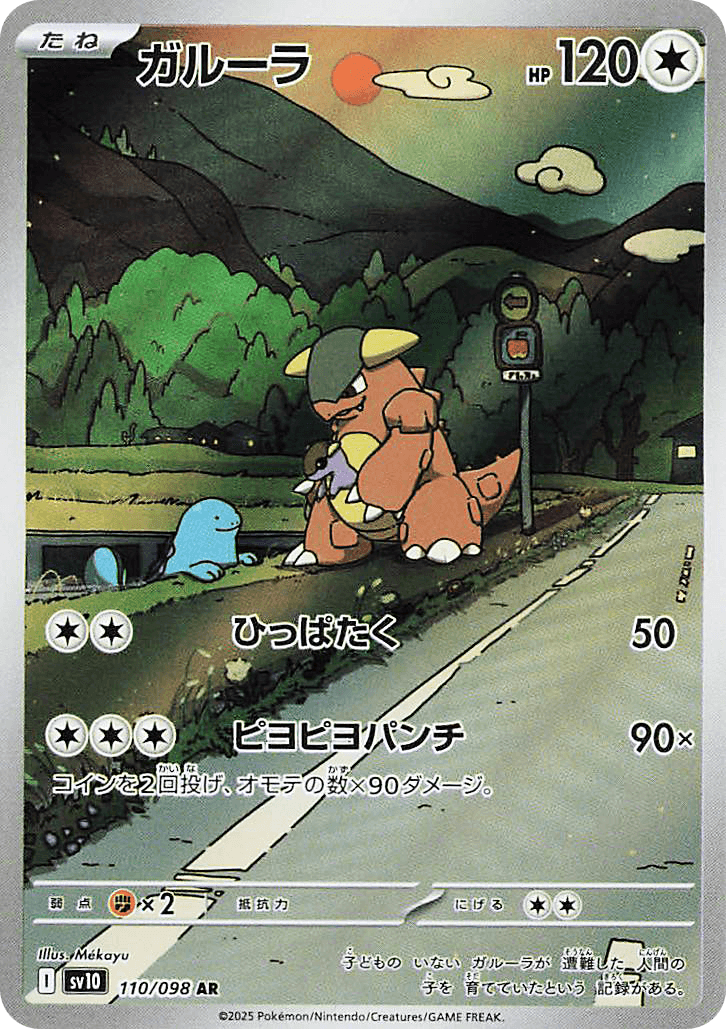 たね
ガルーラ
HP 120
ひっぱたく 50
ピヨピヨパンチ 90×
コインを2回投げ、オモテの数×90ダメージ。
弱点 ×2 抵抗力 にげる
Illus. Mékayu
I sv10 110/098 AR
子どもの いない ガルーラが 遭難した 人間の
子を 育てていたという 記録がある。
©2025 Pokémon/Nintendo/Creatures/GAME FREAK.